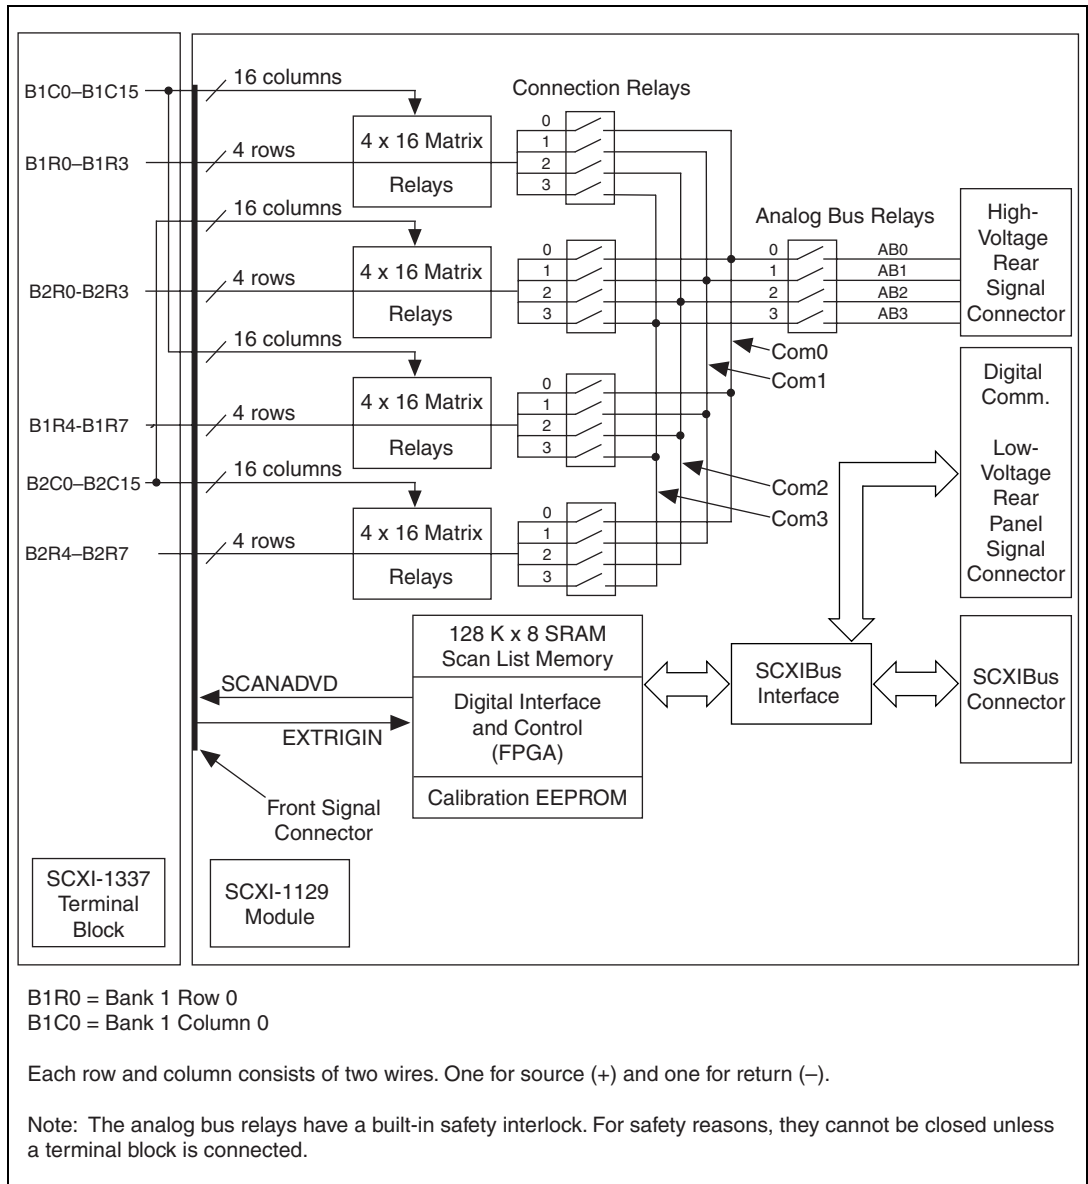 B1C0–B1C15
16 columns
Connection Relays
0
1
2
3
B1R0–B1R3
4 rows
4 x 16 Matrix
Relays
16 columns
Analog Bus Relays
High-
Voltage
Rear
Signal
Connector
B2R0-B2R3
4 rows
4 x 16 Matrix
Relays
0
1
2
3
0
1
2
3
AB0
AB1
AB2
AB3
16 columns
Com0
Com1
Digital
Comm.
Low-
Voltage
Rear
Panel
Signal
Connector
B1R4-B1R7
4 rows
4 x 16 Matrix
Relays
0
1
2
3
B2C0–B2C15
16 columns
Com2
Com3
B2R4–B2R7
4 rows
4 x 16 Matrix
Relays
0
1
2
3
128 K x 8 SRAM
Scan List Memory
SCANADVD
EXTRIGIN
Digital Interface
and Control
(FPGA)
Calibration EEPROM
SCXIBus
Interface
SCXIBus
Connector
Front Signal
Connector
SCXI-1337
Terminal
Block
SCXI-1129
Module
B1R0 = Bank 1 Row 0
B1C0 = Bank 1 Column 0
Each row and column consists of two wires. One for source (+) and one for return (–).
Note: The analog bus relays have a built-in safety interlock. For safety reasons, they cannot be closed unless
a terminal block is connected.